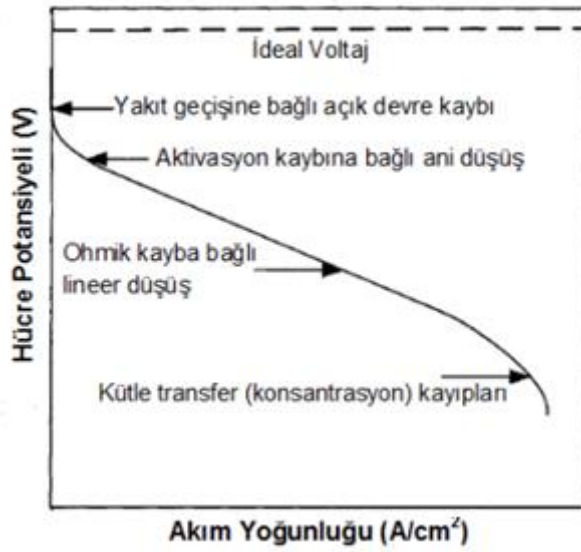 İdeal Voltaj
Yakıt geçişine bağlı açık devre kaybı
Aktivasyon kaybına bağlı ani düşüş
Ohmik kayba bağlı
lineer düşüş
Kütle transfer (konsantrasyon) kayıpları
Hücre Potansiyeli (V)
Akım Yoğunluğu (A/cm²)